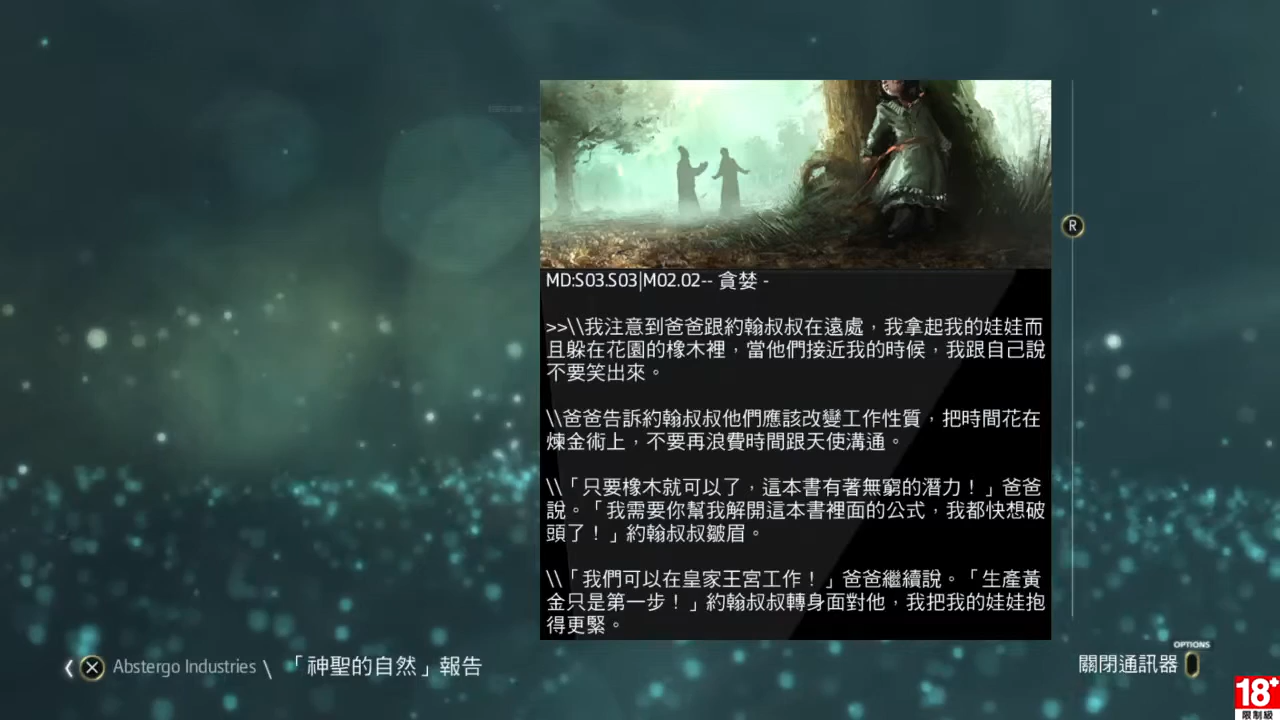 MD:S03.S03|M02.02-- 貪婪 -
>>\\我注意到爸爸跟約翰叔叔在遠處，我拿起我的娃娃而
且躲在花園的橡木裡，當他們接近我的時候，我跟自己說
不要笑出來。
\\爸爸告訴約翰叔叔他們應該改變工作性質，把時間花在
煉金術上，不要再浪費時間跟天使溝通。
\\「只要橡木就可以了，這本書有著無窮的潛力！」爸爸
說。「我需要你幫我解開這本書裡面的公式，我都快想破
頭了！」約翰叔叔皺眉。
\\「我們可以在皇家王宮工作！」爸爸繼續說。「生產黃
金只是第一步！」約翰叔叔轉身面對他，我把我的娃娃抱
得更緊。
R
Abstergo Industries \ 「神聖的自然」報告
OPTIONS
關閉通訊器
18+
限制級